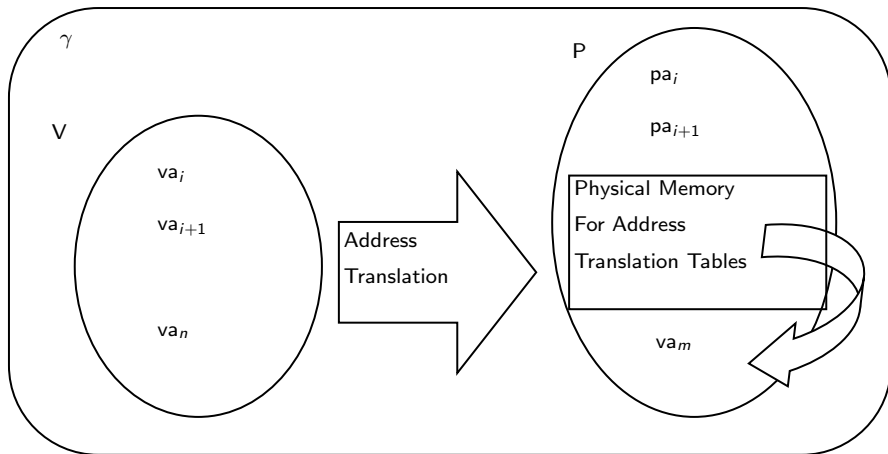 γ
V
va_i
va_{i+1}
va_n
Address
Translation
P
pa_i
pa_{i+1}
Physical Memory
For Address
Translation Tables
va_m